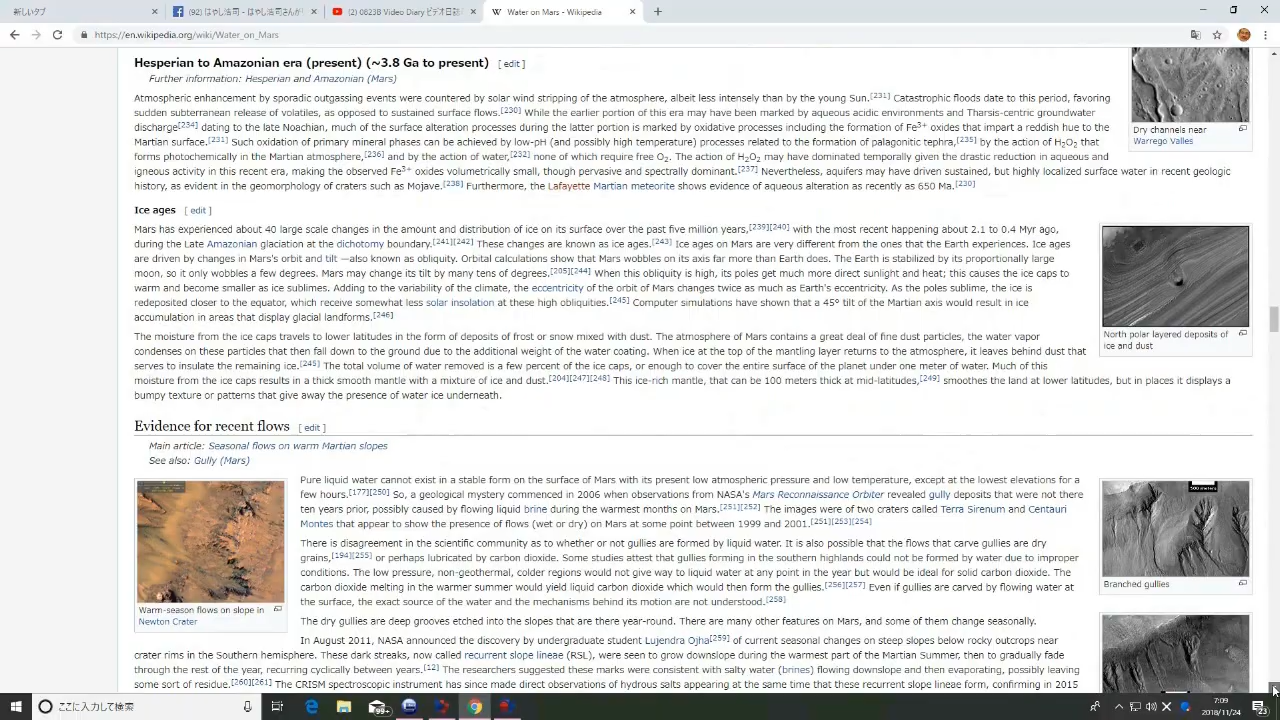 新しいタブ
(92) はやし浩司 - はやし浩司さんが
(2) 0823B Video Diary ビデオ日誌
Water on Mars - Wikipedia
https://en.wikipedia.org/wiki/Water_on_Mars
Hesperian to Amazonian era (present) (~3.8 Ga to present) [ edit ]
Further information: Hesperian and Amazonian (Mars)
Atmospheric enhancement by sporadic outgassing events were countered by solar wind stripping of the atmosphere, albeit less intensely than by the young Sun.[231] Catastrophic floods date to this period, favoring
sudden subterranean release of volatiles, as opposed to sustained surface flows.[230] While the earlier portion of this era may have been marked by aqueous acidic environments and Tharsis-centric groundwater
discharge[234] dating to the late Noachian, much of the surface alteration processes during the latter portion is marked by oxidative processes including the formation of Fe3+ oxides that impart a reddish hue to the
Martian surface.[231] Such oxidation of primary mineral phases can be achieved by low-pH (and possibly high temperature) processes related to the formation of palagonitic tephra,[235] by the action of H2O2 that
forms photochemically in the Martian atmosphere,[236] and by the action of water,[232] none of which require free O2. The action of H2O2 may have dominated temporally given the drastic reduction in aqueous and
igneous activity in this recent era, making the observed Fe3+ oxides volumetrically small, though pervasive and spectrally dominant.[237] Nevertheless, aquifers may have driven sustained, but highly localized surface water in recent geologic
history, as evident in the geomorphology of craters such as Mojave.[238] Furthermore, the Lafayette Martian meteorite shows evidence of aqueous alteration as recently as 650 Ma.[230]
Dry channels near
Warrego Valles
Ice ages [ edit ]
Mars has experienced about 40 large scale changes in the amount and distribution of ice on its surface over the past five million years,[239][240] with the most recent happening about 2.1 to 0.4 Myr ago,
during the Late Amazonian glaciation at the dichotomy boundary.[241][242] These changes are known as ice ages.[243] Ice ages on Mars are very different from the ones that the Earth experiences. Ice ages
are driven by changes in Mars's orbit and tilt —also known as obliquity. Orbital calculations show that Mars wobbles on its axis far more than Earth does. The Earth is stabilized by its proportionally large
moon, so it only wobbles a few degrees. Mars may change its tilt by many tens of degrees.[205][244] When this obliquity is high, its poles get much more direct sunlight and heat; this causes the ice caps to
warm and become smaller as ice sublimes. Adding to the variability of the climate, the eccentricity of the orbit of Mars changes twice as much as Earth's eccentricity. As the poles sublime, the ice is
redeposited closer to the equator, which receive somewhat less solar insolation at these high obliquities.[245] Computer simulations have shown that a 45° tilt of the Martian axis would result in ice
accumulation in areas that display glacial landforms.[246]
North polar layered deposits of
ice and dust
The moisture from the ice caps travels to lower latitudes in the form of deposits of frost or snow mixed with dust. The atmosphere of Mars contains a great deal of fine dust particles, the water vapor
condenses on these particles that then fall down to the ground due to the additional weight of the water coating. When ice at the top of the mantling layer returns to the atmosphere, it leaves behind dust that
serves to insulate the remaining ice.[245] The total volume of water removed is a few percent of the ice caps, or enough to cover the entire surface of the planet under one meter of water. Much of this
moisture from the ice caps results in a thick smooth mantle with a mixture of ice and dust.[204][247][248] This ice-rich mantle, that can be 100 meters thick at mid-latitudes,[249] smoothes the land at lower latitudes, but in places it displays a
bumpy texture or patterns that give away the presence of water ice underneath.
Evidence for recent flows [ edit ]
Main article: Seasonal flows on warm Martian slopes
See also: Gully (Mars)
Warm-season flows on slope in
Newton Crater
Pure liquid water cannot exist in a stable form on the surface of Mars with its present low atmospheric pressure and low temperature, except at the lowest elevations for a
few hours.[177][250] So, a geological mystery commenced in 2006 when observations from NASA's Mars Reconnaissance Orbiter revealed gully deposits that were not there
ten years prior, possibly caused by flowing liquid brine during the warmest months on Mars.[251][252] The images were of two craters called Terra Sirenum and Centauri
Montes that appear to show the presence of flows (wet or dry) on Mars at some point between 1999 and 2001.[251][253][254]
500 meters
Branched gullies
There is disagreement in the scientific community as to whether or not gullies are formed by liquid water. It is also possible that the flows that carve gullies are dry
grains,[194][255] or perhaps lubricated by carbon dioxide. Some studies attest that gullies forming in the southern highlands could not be formed by water due to improper
conditions. The low pressure, non-geothermal, colder regions would not give way to liquid water at any point in the year but would be ideal for solid carbon dioxide. The
carbon dioxide melting in the warmer summer would yield liquid carbon dioxide which would then form the gullies.[256][257] Even if gullies are carved by flowing water at
the surface, the exact source of the water and the mechanisms behind its motion are not understood.[258]
The dry gullies are deep grooves etched into the slopes that are there year-round. There are many other features on Mars, and some of them change seasonally.
In August 2011, NASA announced the discovery by undergraduate student Lujendra Ojha[259] of current seasonal changes on steep slopes below rocky outcrops near
crater rims in the Southern hemisphere. These dark streaks, now called recurrent slope lineae (RSL), were seen to grow downslope during the warmest part of the Martian Summer, then to gradually fade
through the rest of the year, recurring cyclically between years.[12] The researchers suggested these marks were consistent with salty water (brines) flowing downslope and then evaporating, possibly leaving
some sort of residue.[260][261] The CRISM spectroscopic instrument has since made direct observations of hydrous salts appearing at the same time that these recurrent slope lineae form, confirming in 2015
ここに入力して検索
99+
7:09
2018/11/24
23